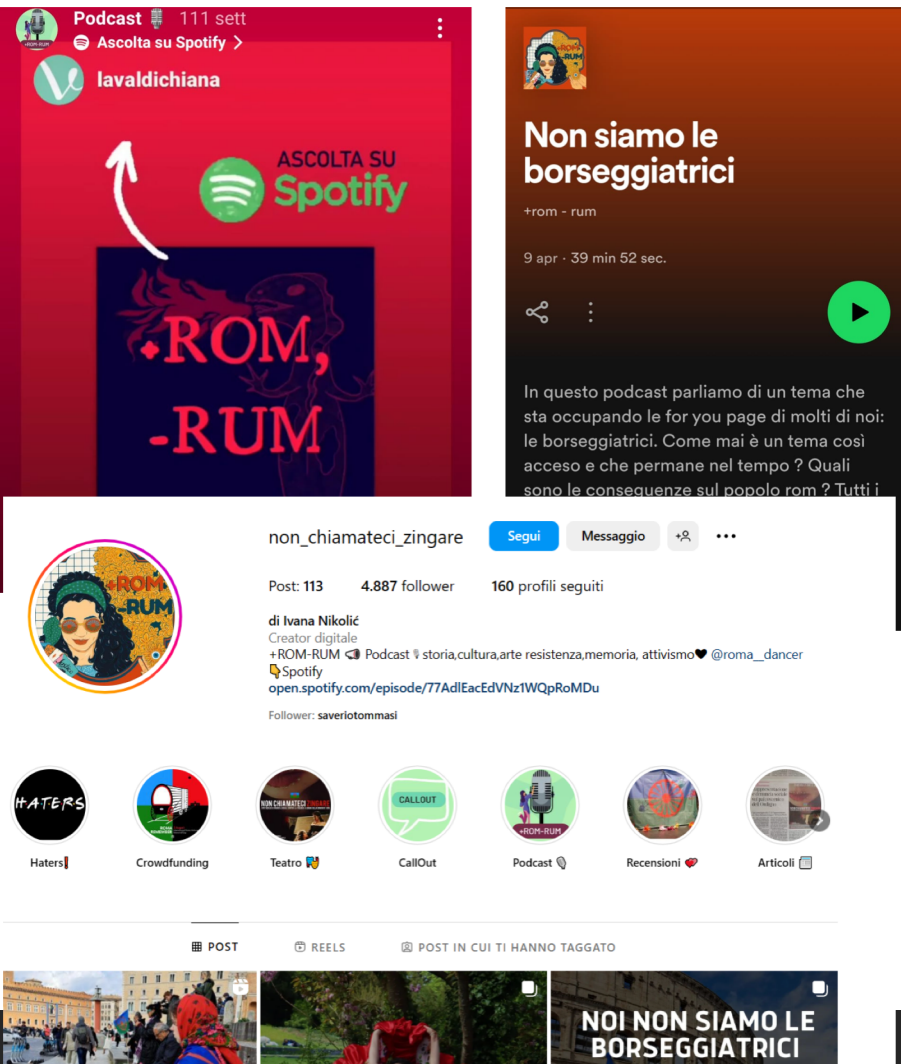 Podcast 🎙 111 sett
Ascolta su Spotify >
lavaldichiana
ASCOLTA SU
Spotify
+ROM,
-RUM
+ROM
-RUM
Non siamo le
borseggiatrici
+rom - rum
9 apr · 39 min 52 sec.
In questo podcast parliamo di un tema che
sta occupando le for you page di molti di noi:
le borseggiatrici. Come mai è un tema così
acceso e che permane nel tempo ? Quali
sono le conseguenze sul popolo rom ? Tutti i
+ROM
-RUM
non_chiamateci_zingare Segui Messaggio
Post: 113 4.887 follower 160 profili seguiti
di Ivana Nikolić
Creator digitale
+ROM-RUM 📢 Podcast🎙storia,cultura,arte resistenza,memoria, attivismo🖤 @roma__dancer
👇Spotify
open.spotify.com/episode/77AdlEacEdVNz1WQpRoMDu
Follower: saveriotommasi
HATERS
NON CHIAMATECI ZINGARE
CALLOUT
+ROM-RUM
Haters❗ Crowdfunding Teatro 🎭 CallOut Podcast 🎙 Recensioni 💕 Articoli 📰
POST REELS POST IN CUI TI HANNO TAGGATO
NOI NON SIAMO LE
BORSEGGIATRICI